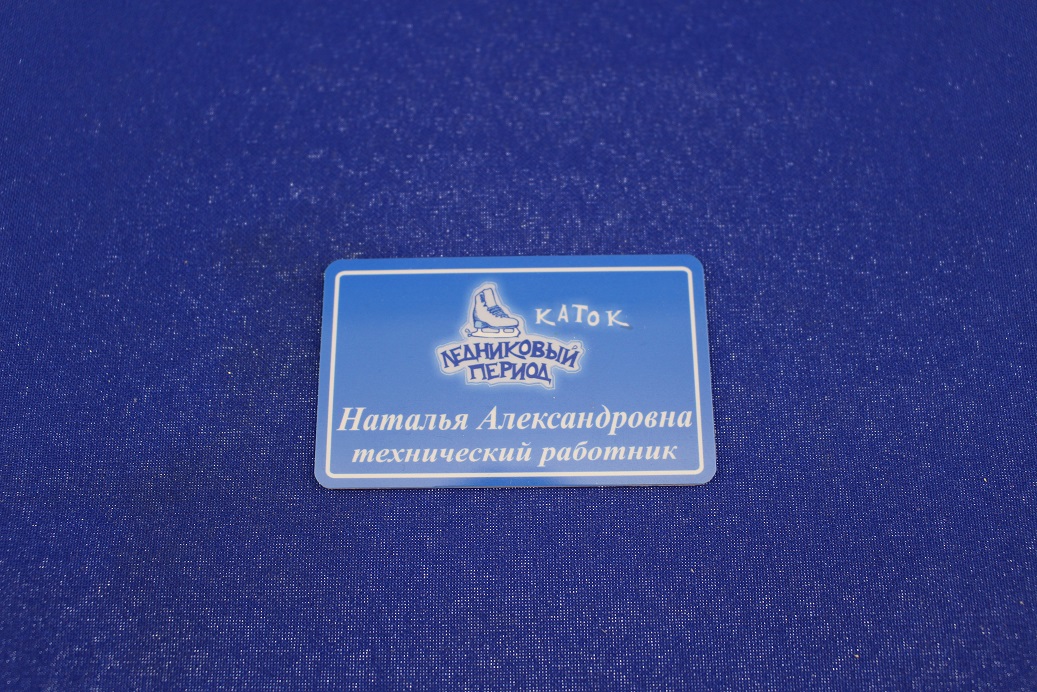 КАТОК
ЛЕДНИКОВЫЙ
ПЕРИОД
Наталья Александровна
технический работник